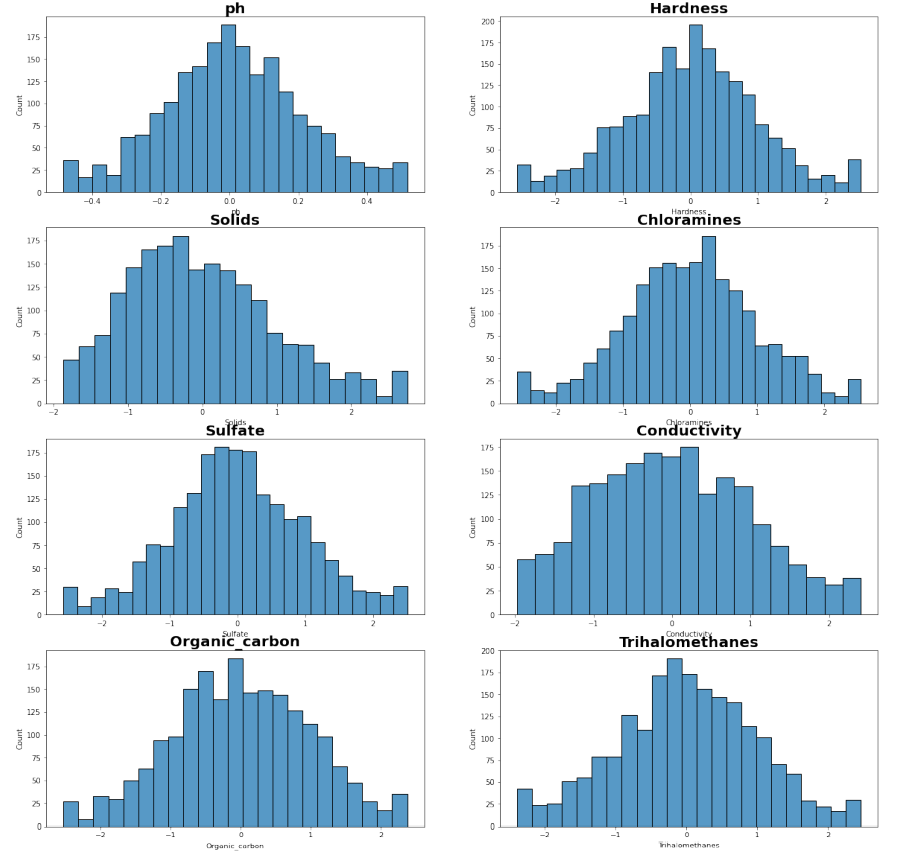 ph
Count
175
150
125
100
75
50
25
0
−0.4 −0.2 0.0 0.2 0.4
ph
Hardness
Count
200
175
150
125
100
75
50
25
0
−2 −1 0 1 2
Hardness
Solids
Count
175
150
125
100
75
50
25
0
−2 −1 0 1 2
Solids
Chloramines
Count
175
150
125
100
75
50
25
0
−2 −1 0 1 2
Chloramines
Sulfate
Count
175
150
125
100
75
50
25
0
−2 −1 0 1 2
Sulfate
Conductivity
Count
175
150
125
100
75
50
25
0
−2 −1 0 1 2
Conductivity
Organic_carbon
Count
175
150
125
100
75
50
25
0
−2 −1 0 1 2
Organic_carbon
Trihalomethanes
Count
200
175
150
125
100
75
50
25
0
−2 −1 0 1 2
Trihalomethanes